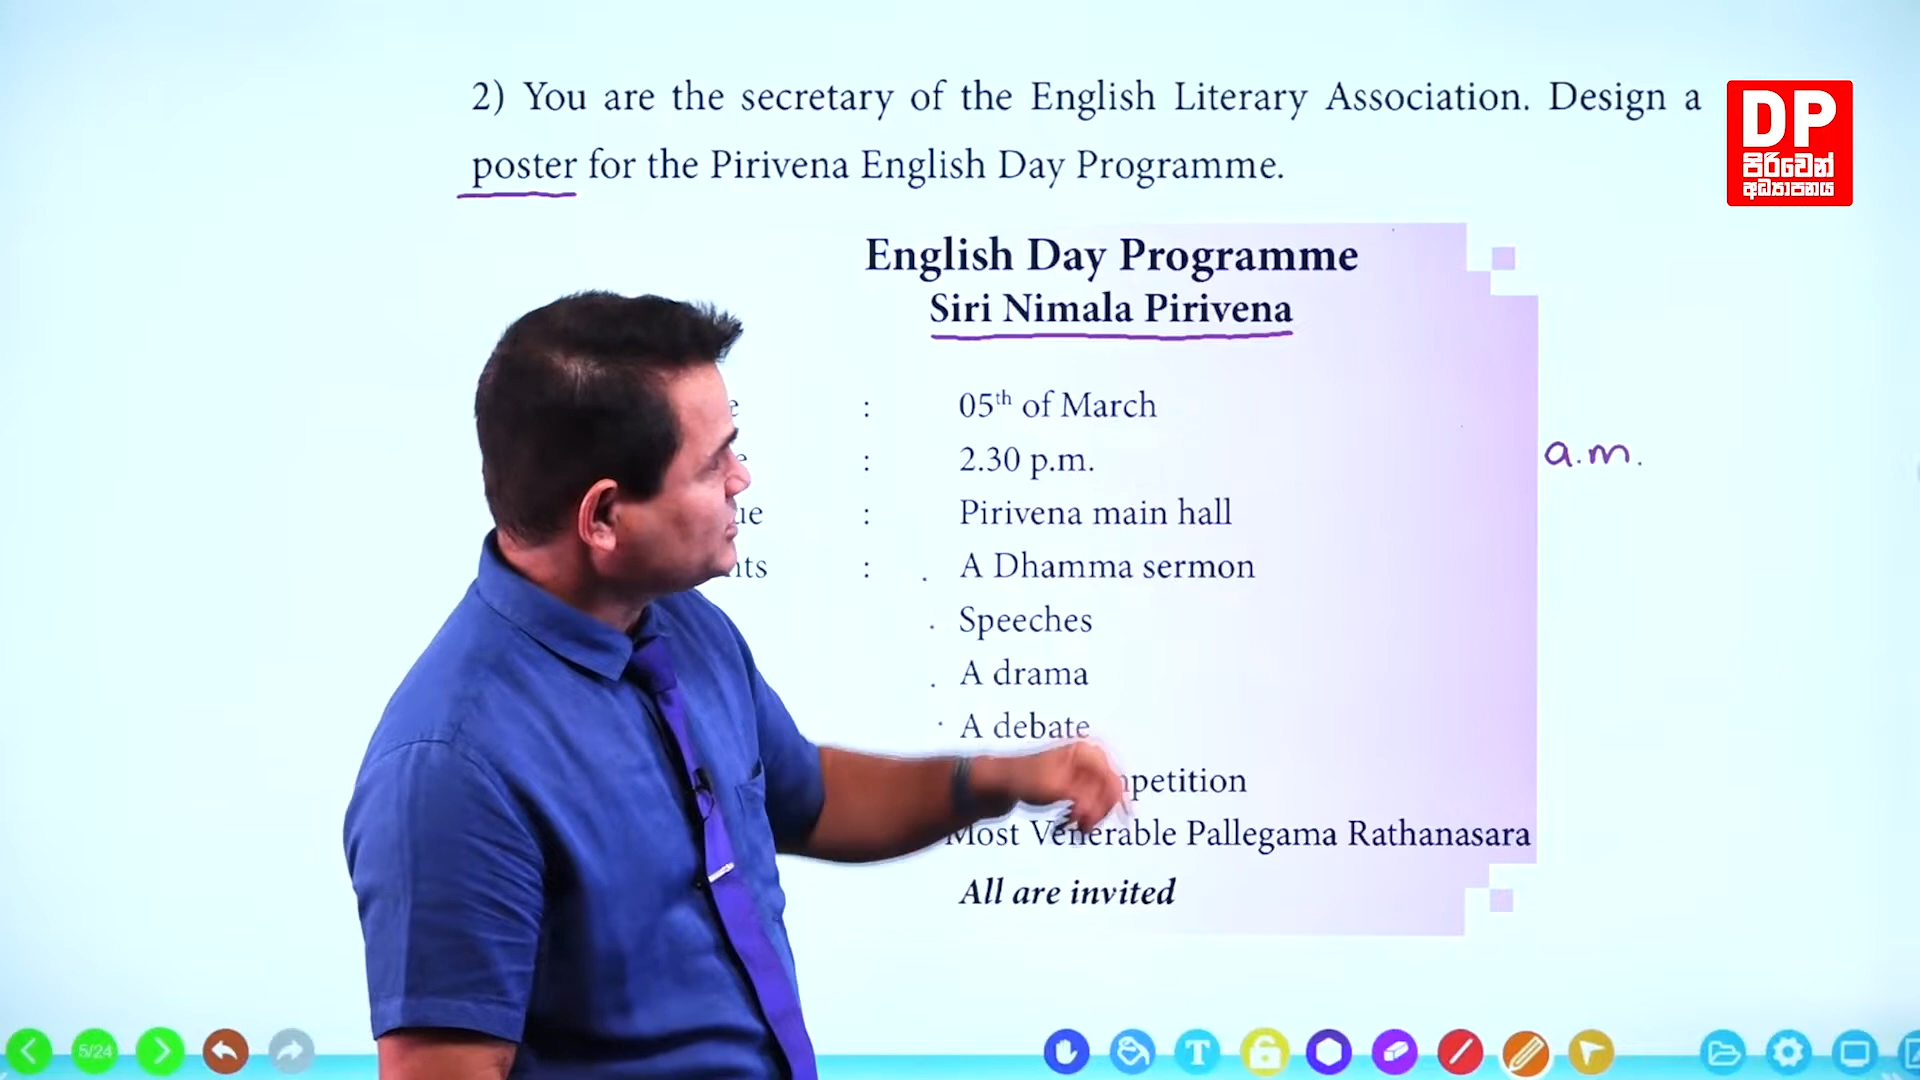 2) You are the secretary of the English Literary Association. Design a
poster for the Pirivena English Day Programme.
DP
පිරිවෙන්
අධ්‍යාපනය
English Day Programme
Siri Nimala Pirivena
: 05th of March
: 2.30 p.m.
a.m.
: Pirivena main hall
: . A Dhamma sermon
. Speeches
. A drama
. A debate
Most Venerable Pallegama Rathanasara
All are invited
5/24
T